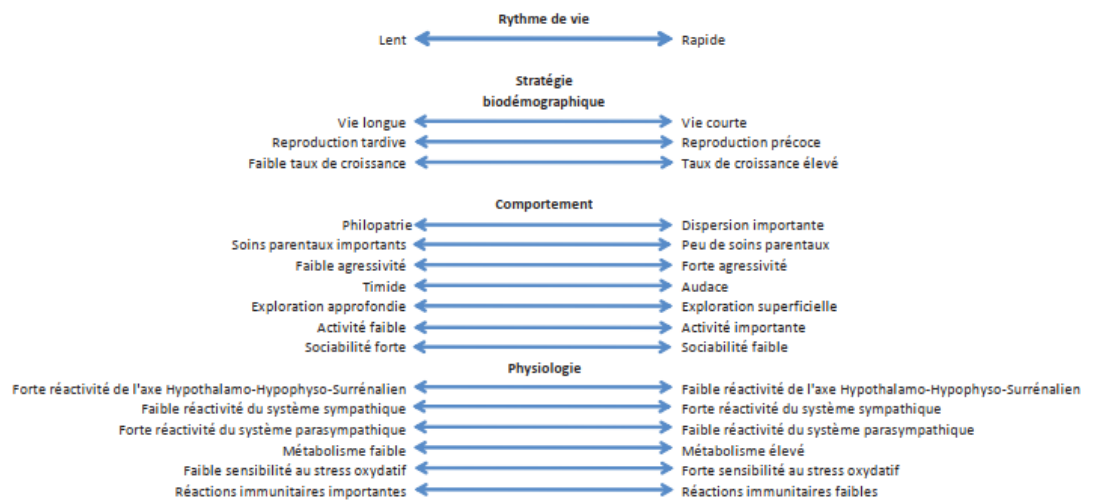 Rythme de vie
Lent Rapide
Stratégie
biodémographique
Vie longue Vie courte
Reproduction tardive Reproduction précoce
Faible taux de croissance Taux de croissance élevé
Comportement
Philopatrie Dispersion importante
Soins parentaux importants Peu de soins parentaux
Faible agressivité Forte agressivité
Timide Audace
Exploration approfondie Exploration superficielle
Activité faible Activité importante
Sociabilité forte Sociabilité faible
Physiologie
Forte réactivité de l'axe Hypothalamo-Hypophyso-Surrénalien Faible réactivité de l'axe Hypothalamo-Hypophyso-Surrénalien
Faible réactivité du système sympathique Forte réactivité du système sympathique
Forte réactivité du système parasympathique Faible réactivité du système parasympathique
Métabolisme faible Métabolisme élevé
Faible sensibilité au stress oxydatif Forte sensibilité au stress oxydatif
Réactions immunitaires importantes Réactions immunitaires faibles